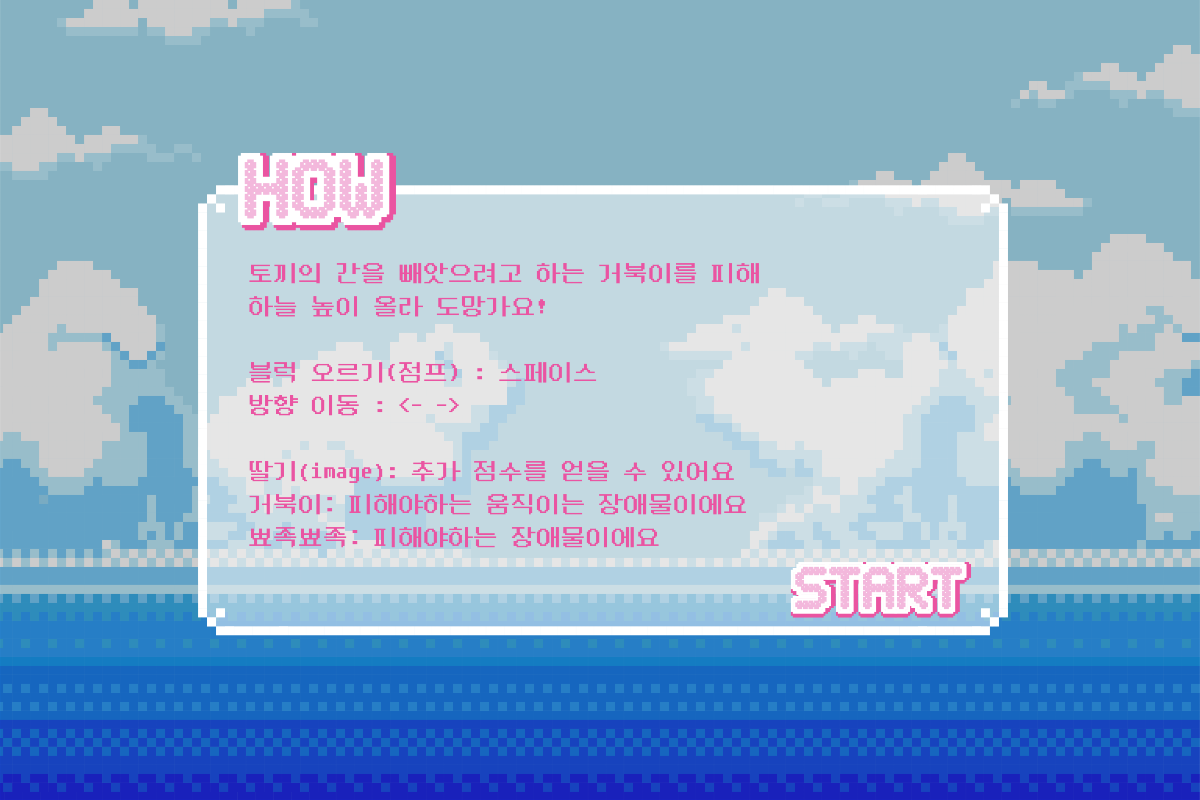 HOW
토끼의 간을 빼앗으려고 하는 거북이를 피해
하늘 높이 올라 도망가요!
블럭 오르기(점프) : 스페이스
방향 이동 : <- ->
딸기(image): 추가 점수를 얻을 수 있어요
거북이: 피해야하는 움직이는 장애물이에요
뾰족뾰족: 피해야하는 장애물이에요
START